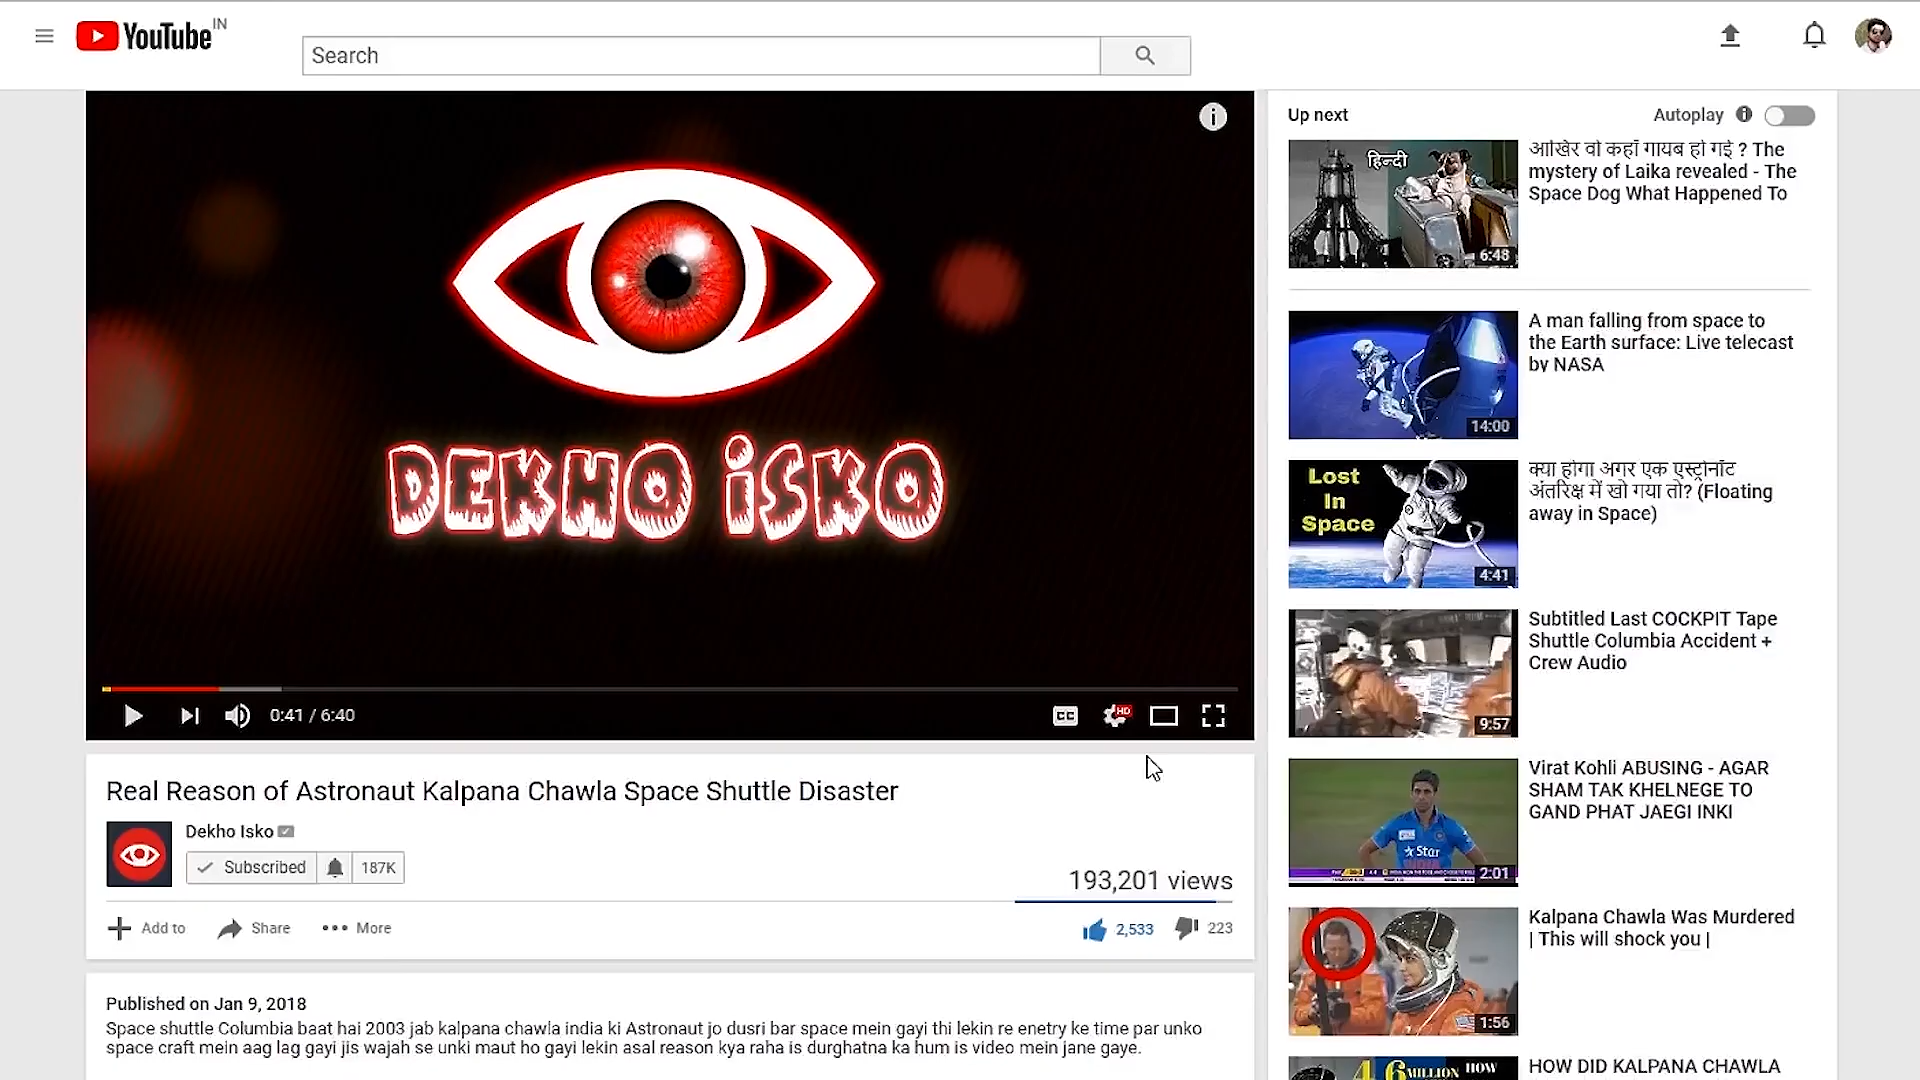 YouTube IN
Search
DEKHO iSKO
0:41 / 6:40
CC
HD
Real Reason of Astronaut Kalpana Chawla Space Shuttle Disaster
Dekho Isko
Subscribed
187K
193,201 views
Add to
Share
More
2,533
223
Published on Jan 9, 2018
Space shuttle Columbia baat hai 2003 jab kalpana chawla india ki Astronaut jo dusri bar space mein gayi thi lekin re enetry ke time par unko
space craft mein aag lag gayi jis wajah se unki maut ho gayi lekin asal reason kya raha is durghatna ka hum is video mein jane gaye.
Up next
Autoplay
हिन्दी
6:48
आखिर वो कहाँ गायब हो गई ? The
mystery of Laika revealed - The
Space Dog What Happened To
14:00
A man falling from space to
the Earth surface: Live telecast
by NASA
Lost
In
Space
4:41
क्या होगा अगर एक एस्ट्रोनॉट
अंतरिक्ष में खो गया तो? (Floating
away in Space)
9:57
Subtitled Last COCKPIT Tape
Shuttle Columbia Accident +
Crew Audio
Star
INDIA
2:01
Virat Kohli ABUSING - AGAR
SHAM TAK KHELNEGE TO
GAND PHAT JAEGI INKI
1:56
Kalpana Chawla Was Murdered
| This will shock you |
MILLION HOW
HOW DID KALPANA CHAWLA